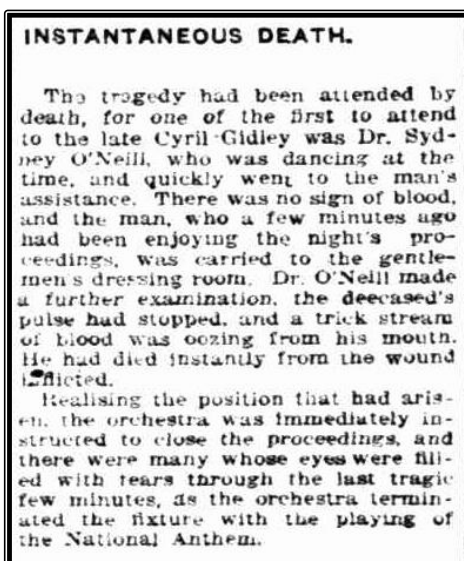 INSTANTANEOUS DEATH.
The tragedy had been attended by
death, for one of the first to attend
to the late Cyril Gidley was Dr. Syd-
ney O'Neill, who was dancing at the
time, and quickly went to the man's
assistance. There was no sign of blood,
and the man, who a few minutes ago
had been enjoying the night's pro-
ceedings, was carried to the gentle-
men's dressing room. Dr. O'Neill made
a further examination, the deecased's
pulse had stopped, and a trick stream
of blood was oozing from his mouth.
He had died instantly from the wound
inflicted.
Realising the position that had aris-
en, the orchestra was immediately in-
structed to close the proceedings, and
there were many whose eyes were fill-
ed with tears through the last tragic
few minutes, as the orchestra termin-
ated the fixture with the playing of
the National Anthem.